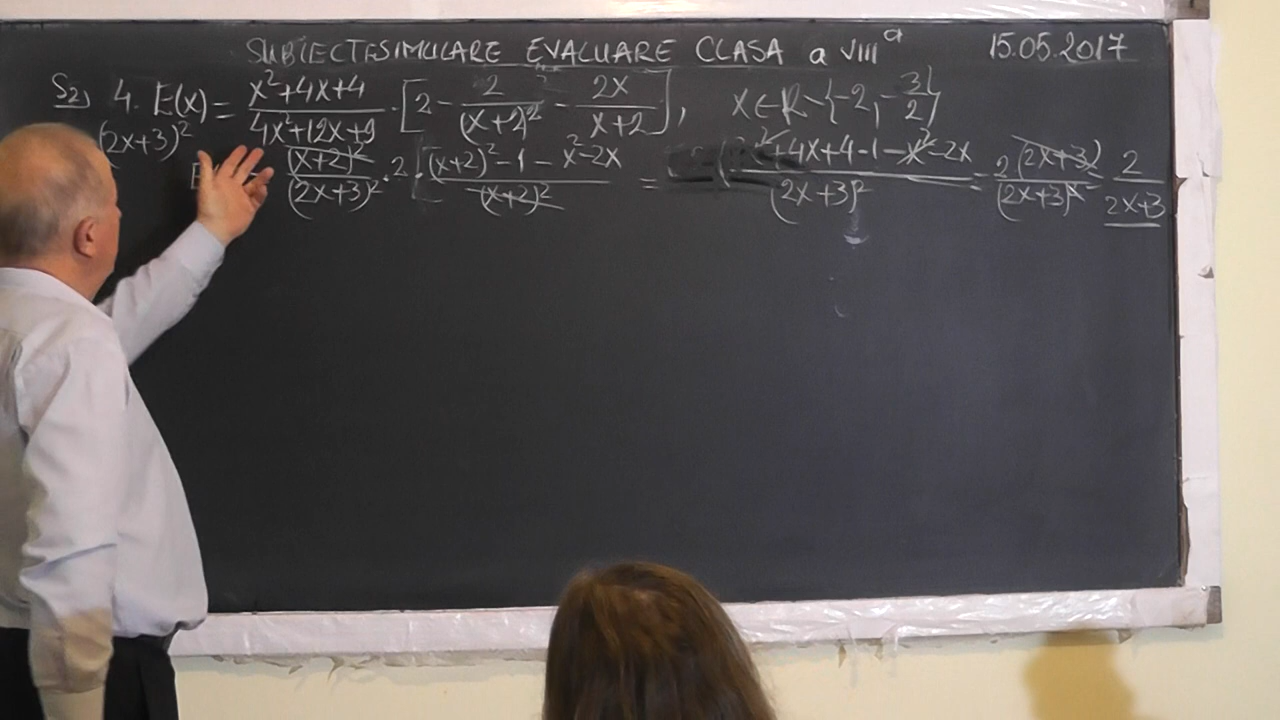 SUBIECTE SIMULARE EVALUARE CLASA a VIIIª 15.05.2017
S2) 4. E(x) = (x²+4x+4)/(4x²+12x+9) · [2 - 2/(x+2)² - 2x/(x+2)], x∈R-{-2,-3/2}
(2x+3)²
(x+2)²/(2x+3)² · 2 · [(x+2)²-1-x²-2x/(x+2)² = x²+4x+4-1-x²-2x/(2x+3)² = 2(2x+3)/(2x+3)² = 2/(2x+3)